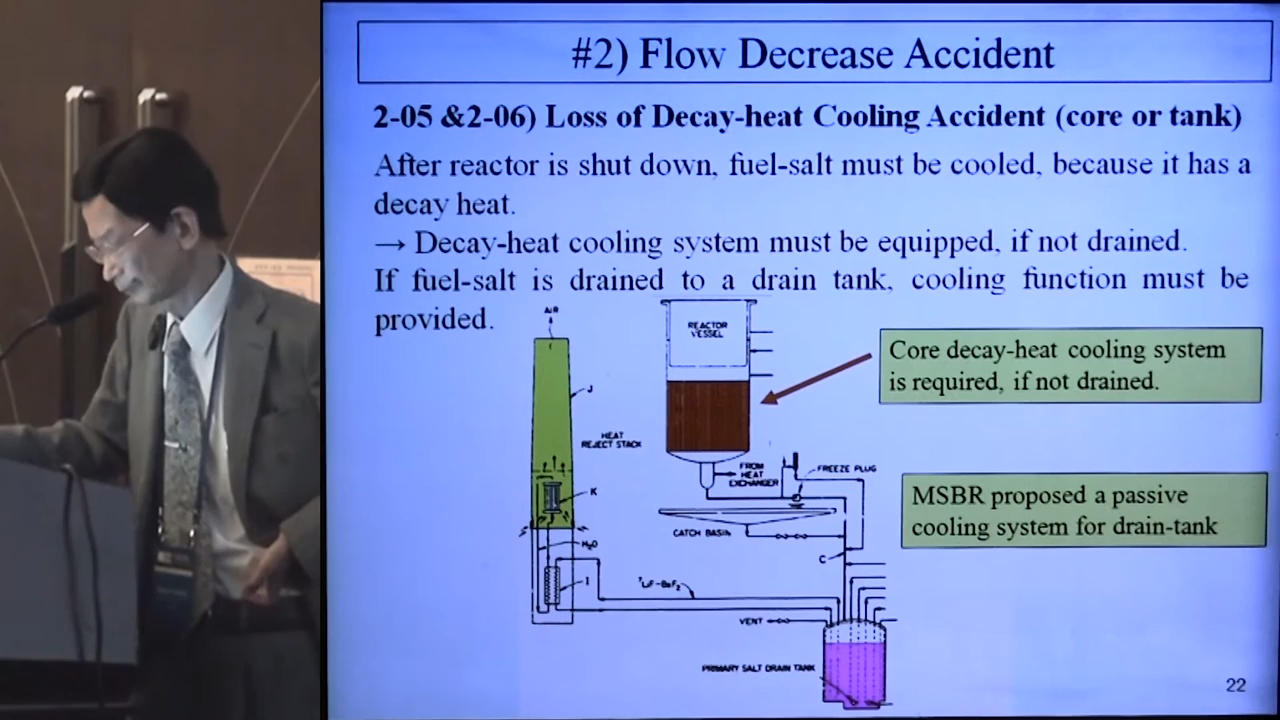 #2) Flow Decrease Accident
2-05 &2-06) Loss of Decay-heat Cooling Accident (core or tank)
After reactor is shut down, fuel-salt must be cooled, because it has a
decay heat.
→ Decay-heat cooling system must be equipped, if not drained.
If fuel-salt is drained to a drain tank, cooling function must be
provided.
AIR
REACTOR
VESSEL
Core decay-heat cooling system
is required, if not drained.
J
HEAT
REJECT STACK
FROM
HEAT
EXCHANGER
FREEZE PLUG
K
MSBR proposed a passive
cooling system for drain-tank
CATCH BASIN
H₂O
C
I
⁷LiF-BeF₂
VENT
PRIMARY SALT DRAIN TANK
22